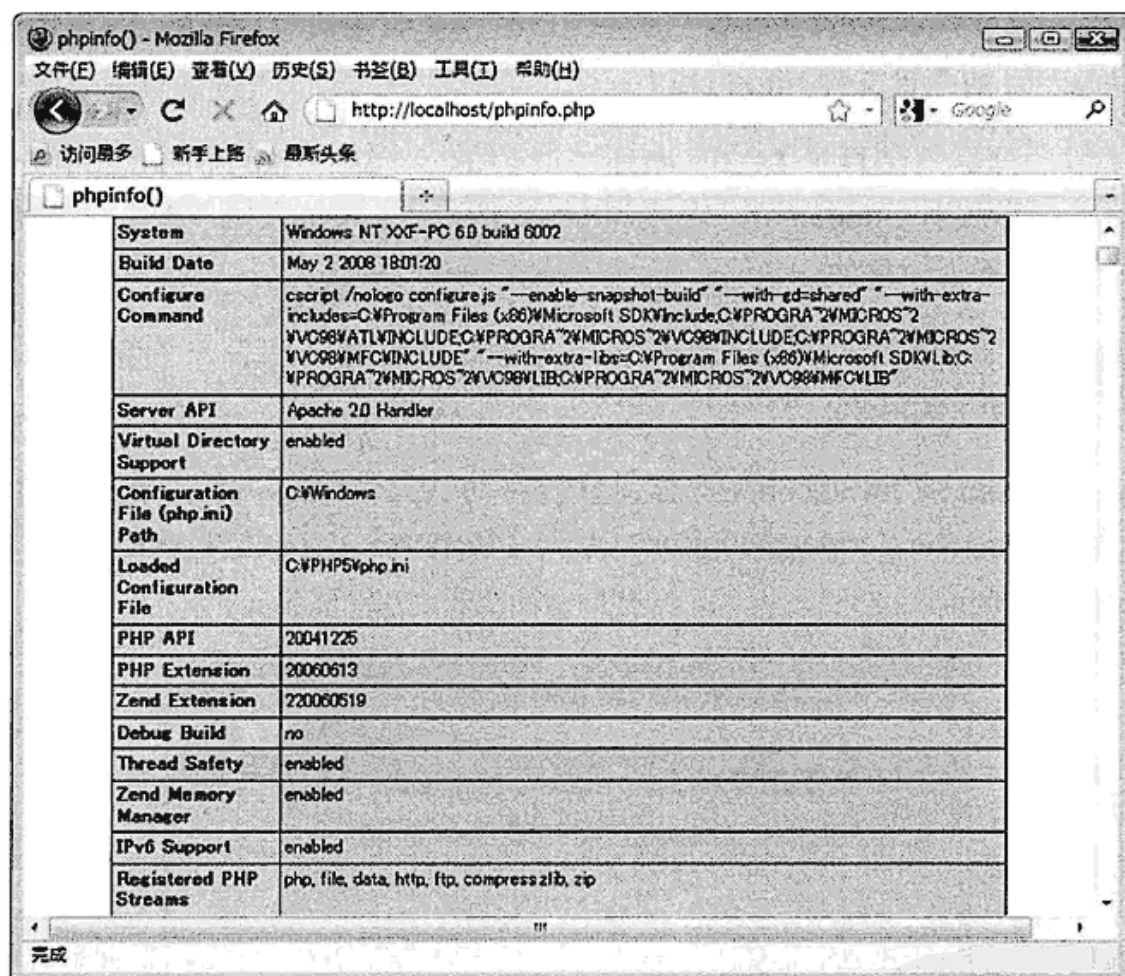 phpinfo() - Mozilla Firefox
文件(F) 编辑(E) 查看(V) 历史(S) 书签(B) 工具(T) 帮助(H)
http://localhost/phpinfo.php
Google
访问最多 新手上路 最新头条
phpinfo()
System Windows NT XXF-PC 6.0 build 6002
Build Date May 2 2008 18:01:20
Configure Command
cscript /nologo configure.js "--enable-snapshot-build" "--with-gd=shared" "--with-extra-
includes=C:¥Program Files (x86)¥Microsoft SDK¥Include;C:¥PROGRA~2¥MICROS~2
¥VC98¥ATL¥INCLUDE;C:¥PROGRA~2¥MICROS~2¥VC98¥INCLUDE;C:¥PROGRA~2¥MICROS~2
¥VC98¥MFC¥INCLUDE" "--with-extra-libs=C:¥Program Files (x86)¥Microsoft SDK¥Lib;C:
¥PROGRA~2¥MICROS~2¥VC98¥LIB;C:¥PROGRA~2¥MICROS~2¥VC98¥MFC¥LIB"
Server API Apache 2.0 Handler
Virtual Directory Support enabled
Configuration File (php.ini) Path C:¥Windows
Loaded Configuration File C:¥PHP5¥php.ini
PHP API 20041225
PHP Extension 20060613
Zend Extension 220060519
Debug Build no
Thread Safety enabled
Zend Memory Manager enabled
IPv6 Support enabled
Registered PHP Streams php, file, data, http, ftp, compress.zlib, zip
完成